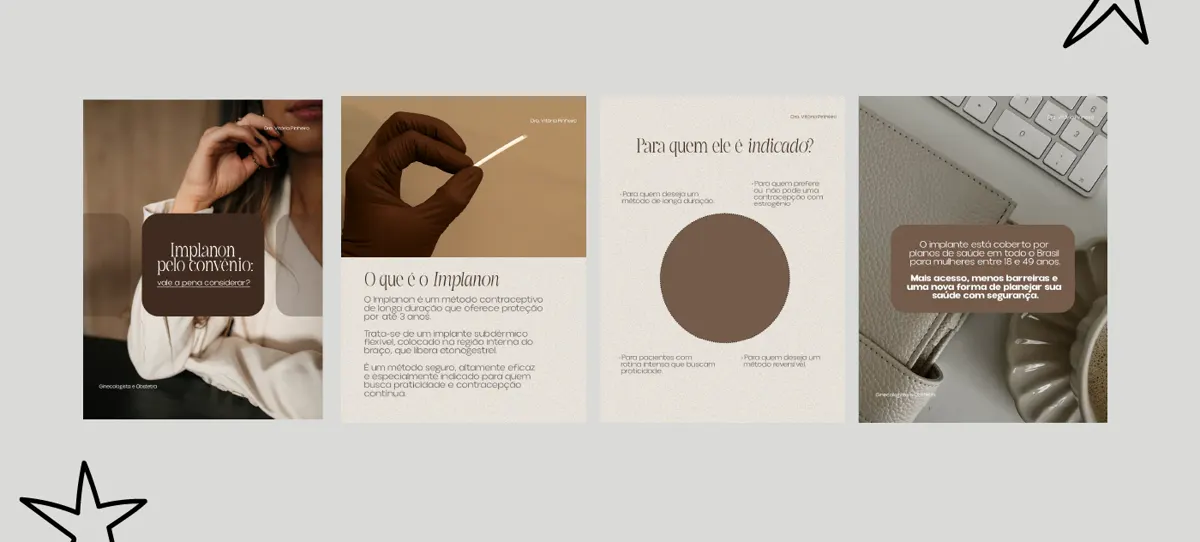 Dra. Vitória Pinheiro
Implanon
pelo convênio:
vale a pena considerar?
Ginecologista e Obstetra
Dra. Vitória Pinheiro
O que é o Implanon
O Implanon é um método contraceptivo
de longa duração que oferece proteção
por até 3 anos.
Trata-se de um implante subdérmico
flexível, colocado na região interna do
braço, que libera etonogestrel.
É um método seguro, altamente eficaz
e especialmente indicado para quem
busca praticidade e contracepção
contínua.
Dra. Vitória Pinheiro
Para quem ele é indicado?
-Para quem deseja um
método de longa duração.
-Para quem prefere
ou não pode uma
contracepção com
estrogênio
-Para pacientes com
rotina intensa que buscam
praticidade.
-Para quem deseja um
método reversível.
O implante está coberto por
planos de saúde em todo o Brasil
para mulheres entre 18 e 49 anos.
Mais acesso, menos barreiras e
uma nova forma de planejar sua
saúde com segurança.